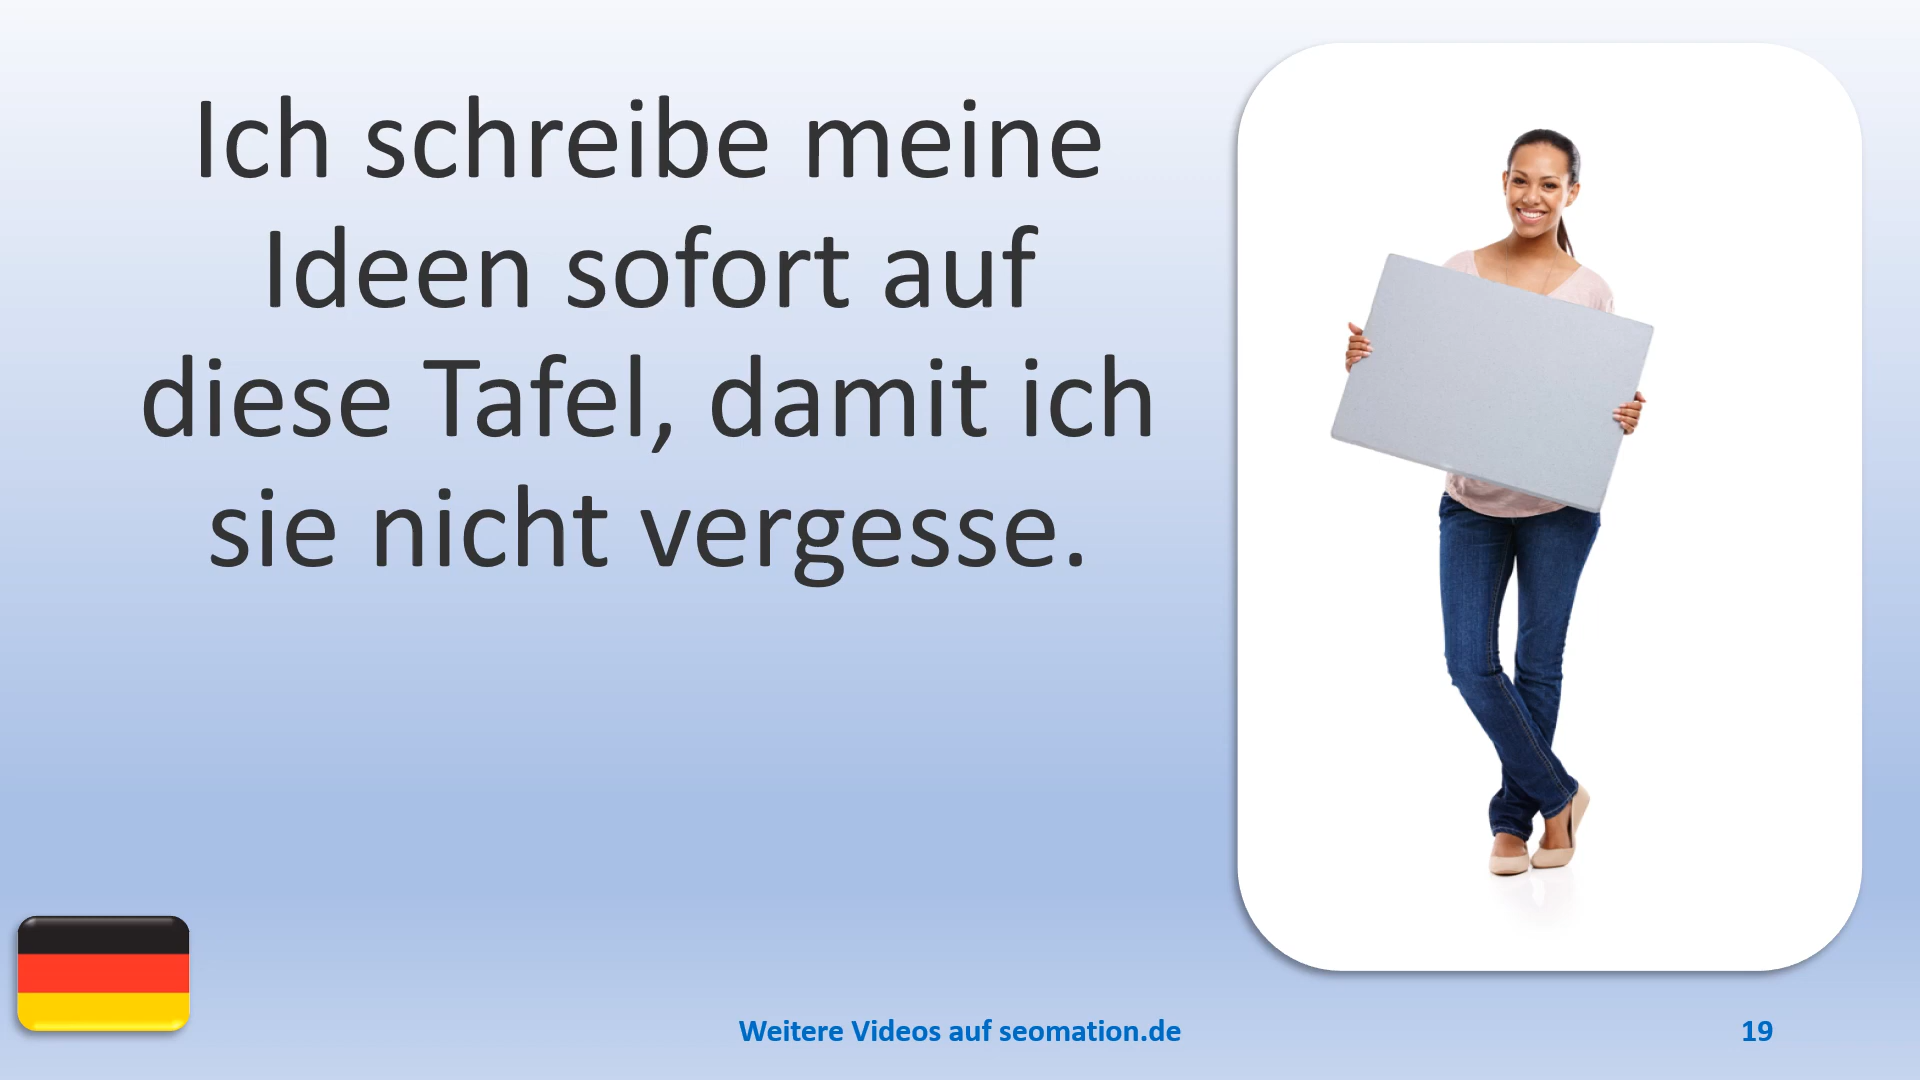 Ich schreibe meine
Ideen sofort auf
diese Tafel, damit ich
sie nicht vergesse.
Weitere Videos auf seomation.de
19